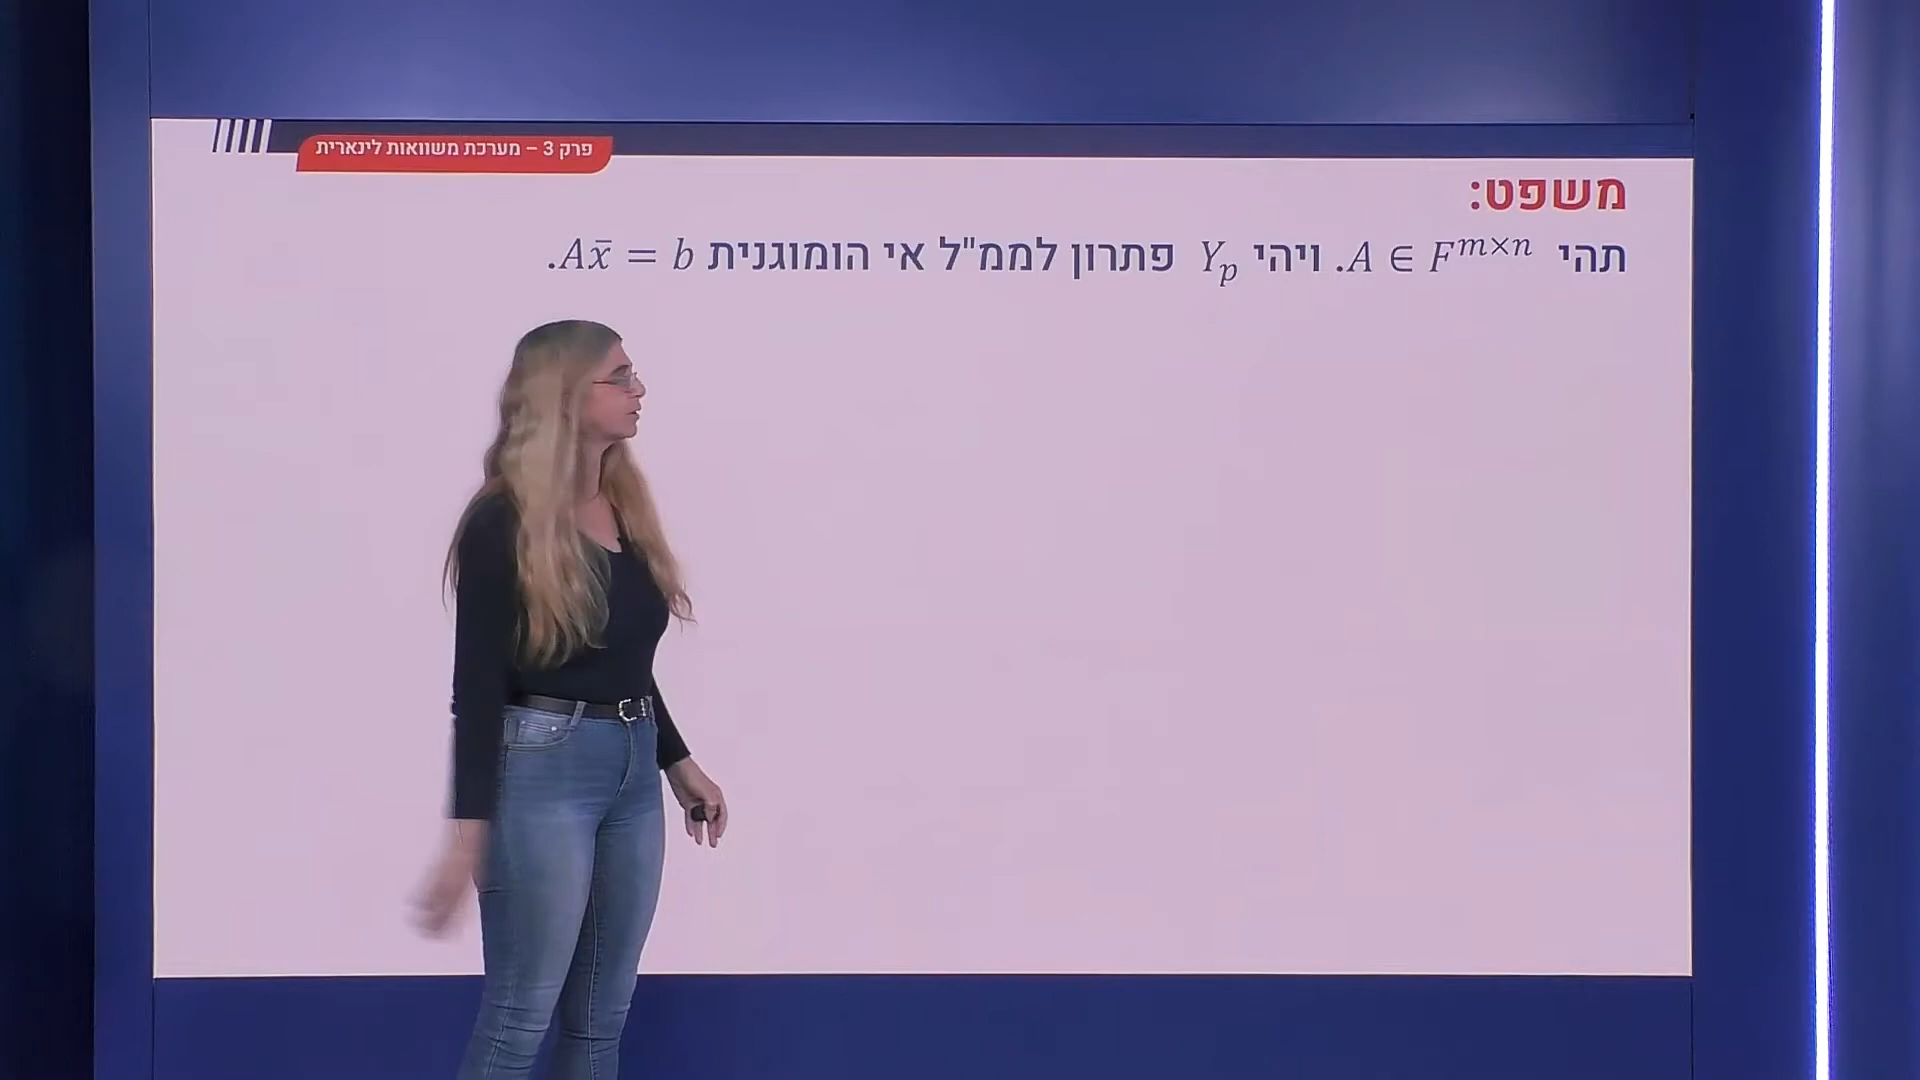 פרק 3 – מערכת משוואות לינארית
משפט:
תהי $A \in F^{m \times n}$. ויהי $Y_p$ פתרון לממ"ל אי הומוגנית $A\bar{x} = b$.